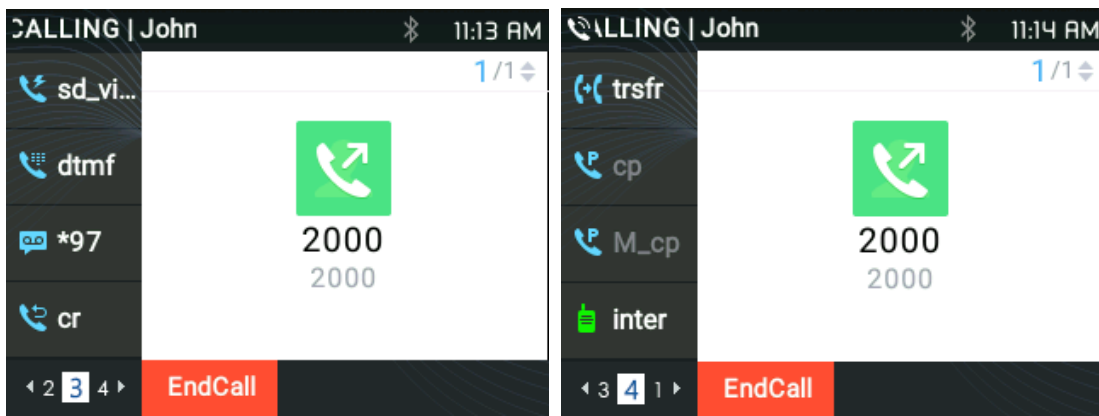 CALLING | John 11:13 AM
1/1
sd_vi...
dtmf
*97
cr
2000
2000
2 3 4
EndCall
ALLING | John 11:14 AM
1/1
trsfr
cp
M_cp
inter
2000
2000
3 4 1
EndCall